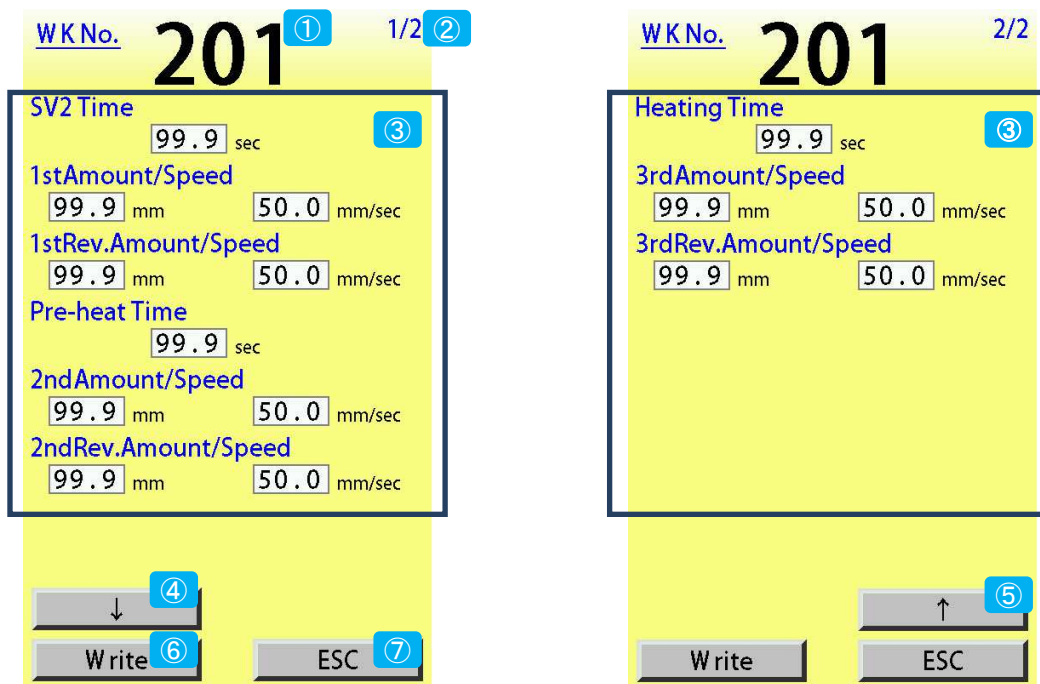 WK No. 201 ① 1/2 ②
SV2 Time ③
99.9 sec
1stAmount/Speed
99.9 mm 50.0 mm/sec
1stRev.Amount/Speed
99.9 mm 50.0 mm/sec
Pre-heat Time
99.9 sec
2ndAmount/Speed
99.9 mm 50.0 mm/sec
2ndRev.Amount/Speed
99.9 mm 50.0 mm/sec
↓ ④
Write ⑥ ESC ⑦
WK No. 201 2/2
Heating Time ③
99.9 sec
3rdAmount/Speed
99.9 mm 50.0 mm/sec
3rdRev.Amount/Speed
99.9 mm 50.0 mm/sec
↑ ⑤
Write ESC